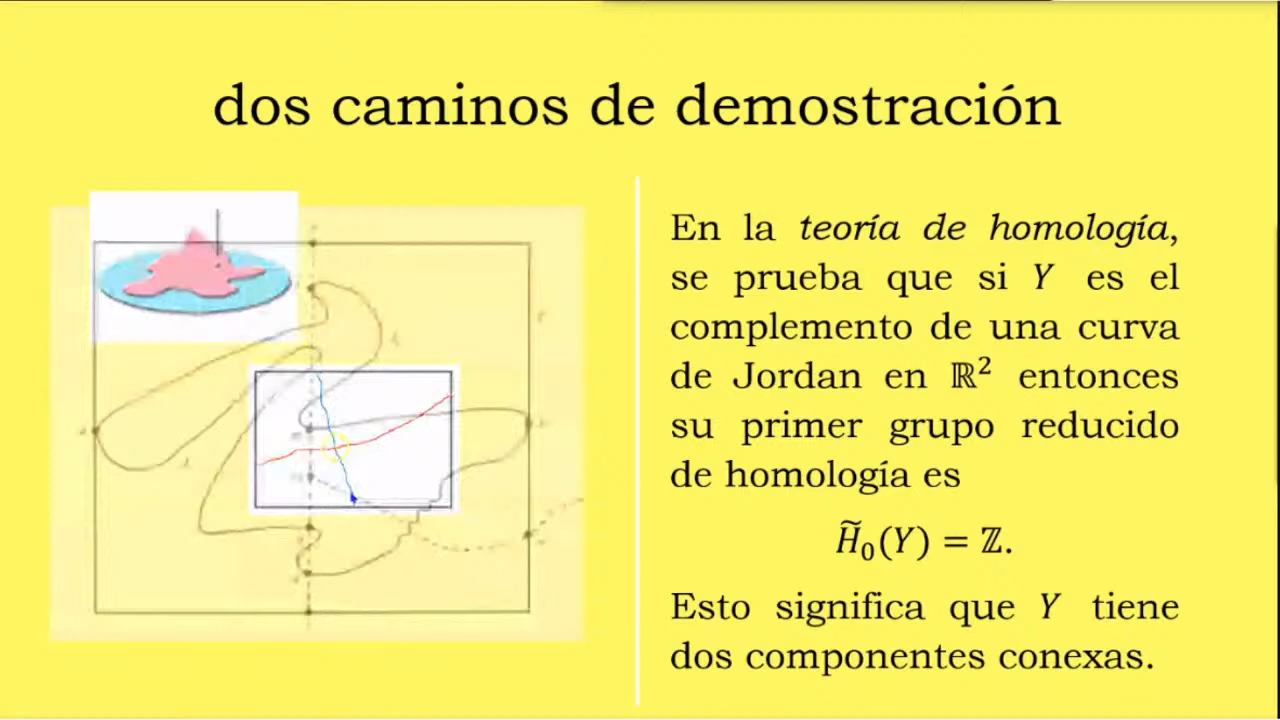 dos caminos de demostración
En la teoría de homología,
se prueba que si Y es el
complemento de una curva
de Jordan en ℝ² entonces
su primer grupo reducido
de homología es
H̃₀(Y) = ℤ.
Esto significa que Y tiene
dos componentes conexas.